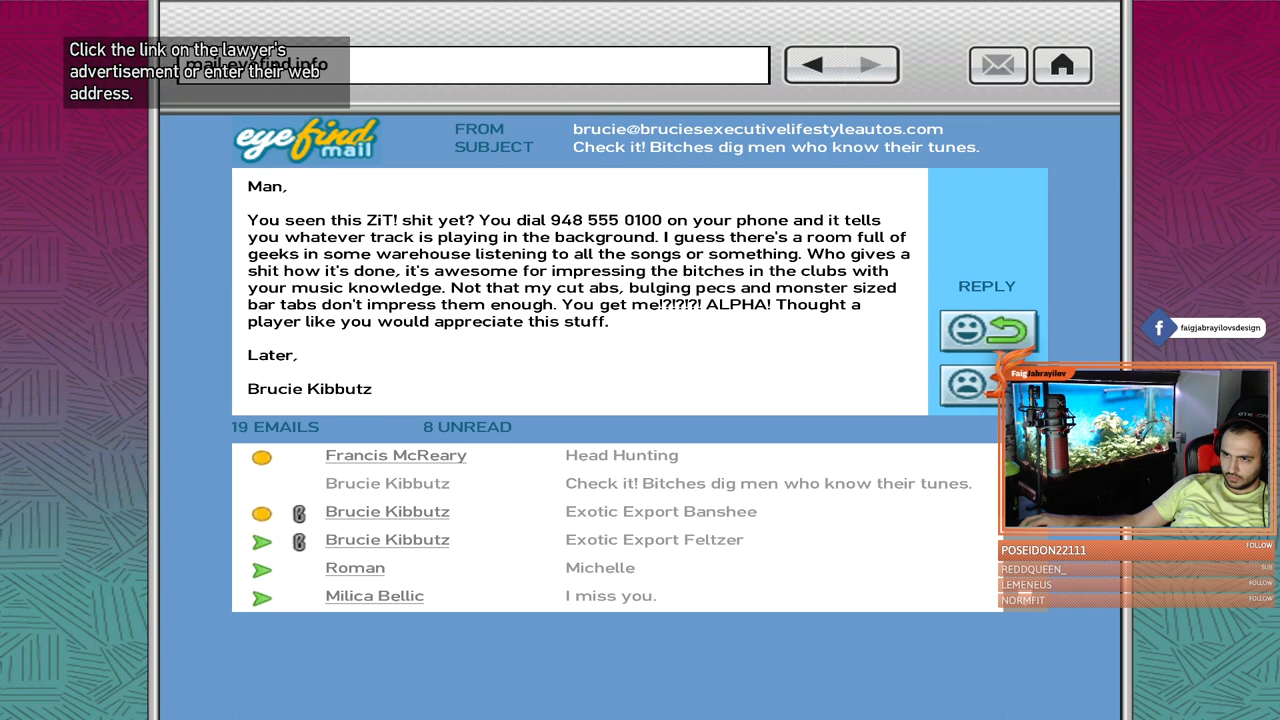 Click the link on the lawyer's
advertisement or enter their web
address.
mail.eyefind.info
eyefind
mail
FROM brucie@bruciesexecutivelifestyleautos.com
SUBJECT Check it! Bitches dig men who know their tunes.
Man,
You seen this ZiT! shit yet? You dial 948 555 0100 on your phone and it tells
you whatever track is playing in the background. I guess there's a room full of
geeks in some warehouse listening to all the songs or something. Who gives a
shit how it's done, it's awesome for impressing the bitches in the clubs with
your music knowledge. Not that my cut abs, bulging pecs and monster sized
bar tabs don't impress them enough. You get me!?!?!?! ALPHA! Thought a
player like you would appreciate this stuff.
Later,
Brucie Kibbutz
REPLY
19 EMAILS 8 UNREAD
Francis McReary Head Hunting
Brucie Kibbutz Check it! Bitches dig men who know their tunes.
Brucie Kibbutz Exotic Export Banshee
Brucie Kibbutz Exotic Export Feltzer
Roman Michelle
Milica Bellic I miss you.
f faigjabrayilovsdesign
FaigJabrayilov
POSEIDON22111 FOLLOW
REDDQUEEN_ SUB
LEMENEUS FOLLOW
NORMFIT FOLLOW